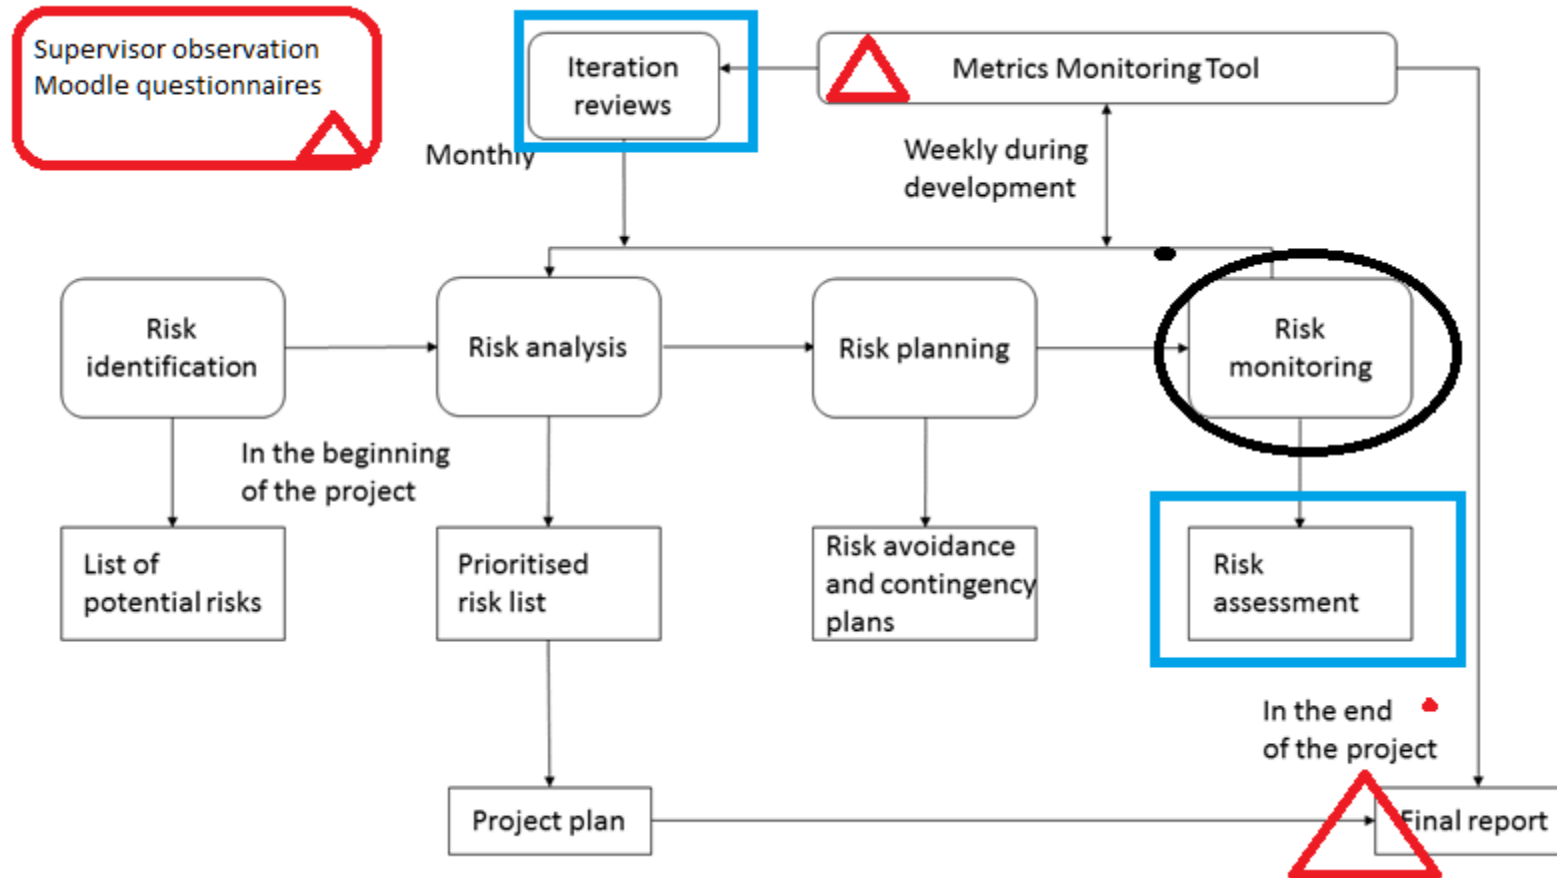 Supervisor observation
Moodle questionnaires
Iteration
reviews
Metrics Monitoring Tool
Monthly
Weekly during
development
Risk
identification
Risk analysis
Risk planning
Risk
monitoring
In the beginning
of the project
List of
potential risks
Prioritised
risk list
Risk avoidance
and contingency
plans
Risk
assessment
In the end
of the project
Project plan
Final report